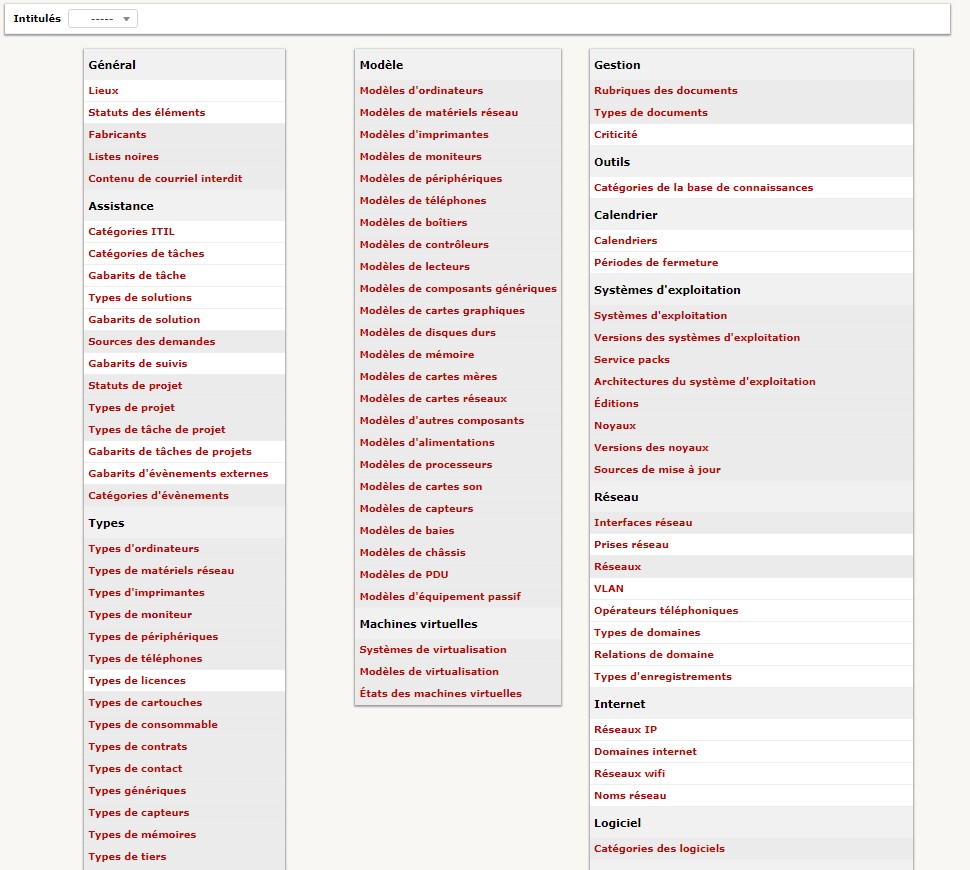 Intitulés -----
Général
Lieux
Statuts des éléments
Fabricants
Listes noires
Contenu de courriel interdit
Assistance
Catégories ITIL
Catégories de tâches
Gabarits de tâche
Types de solutions
Gabarits de solution
Sources des demandes
Gabarits de suivis
Statuts de projet
Types de projet
Types de tâche de projet
Gabarits de tâches de projets
Gabarits d'évènements externes
Catégories d'évènements
Types
Types d'ordinateurs
Types de matériels réseau
Types d'imprimantes
Types de moniteur
Types de périphériques
Types de téléphones
Types de licences
Types de cartouches
Types de consommable
Types de contrats
Types de contact
Types génériques
Types de capteurs
Types de mémoires
Types de tiers
Modèle
Modèles d'ordinateurs
Modèles de matériels réseau
Modèles d'imprimantes
Modèles de moniteurs
Modèles de périphériques
Modèles de téléphones
Modèles de boîtiers
Modèles de contrôleurs
Modèles de lecteurs
Modèles de composants génériques
Modèles de cartes graphiques
Modèles de disques durs
Modèles de mémoire
Modèles de cartes mères
Modèles de cartes réseaux
Modèles d'autres composants
Modèles d'alimentations
Modèles de processeurs
Modèles de cartes son
Modèles de capteurs
Modèles de baies
Modèles de châssis
Modèles de PDU
Modèles d'équipement passif
Machines virtuelles
Systèmes de virtualisation
Modèles de virtualisation
États des machines virtuelles
Gestion
Rubriques des documents
Types de documents
Criticité
Outils
Catégories de la base de connaissances
Calendrier
Calendriers
Périodes de fermeture
Systèmes d'exploitation
Systèmes d'exploitation
Versions des systèmes d'exploitation
Service packs
Architectures du système d'exploitation
Éditions
Noyaux
Versions des noyaux
Sources de mise à jour
Réseau
Interfaces réseau
Prises réseau
Réseaux
VLAN
Opérateurs téléphoniques
Types de domaines
Relations de domaine
Types d'enregistrements
Internet
Réseaux IP
Domaines internet
Réseaux wifi
Noms réseau
Logiciel
Catégories des logiciels